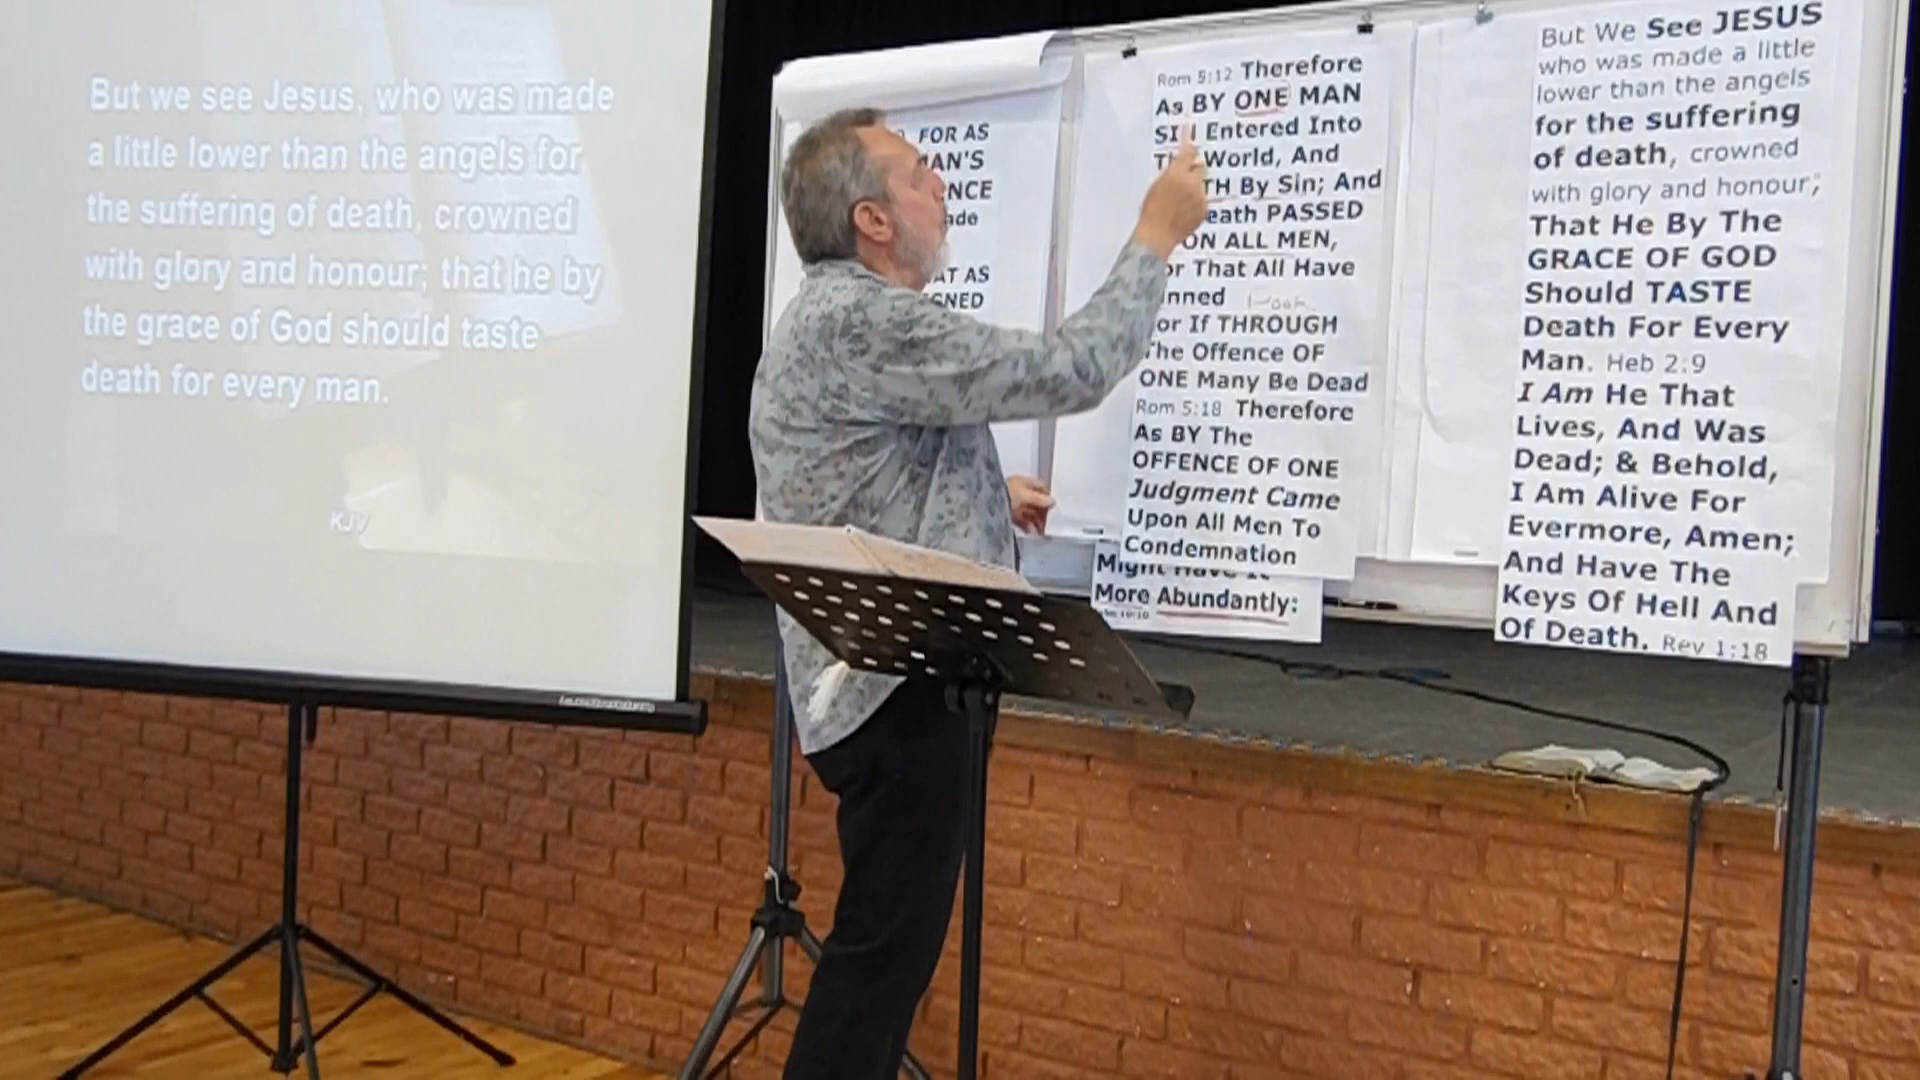 But we see Jesus, who was made
a little lower than the angels for
the suffering of death, crowned
with glory and honour; that he by
the grace of God should taste
death for every man.
KJV
FOR AS
MAN'S
AT AS
Rom 5:12 Therefore
As BY ONE MAN
SIN Entered Into
World, And
By Sin; And
eath PASSED
ON ALL MEN,
or That All Have
nned
or If THROUGH
The Offence OF
ONE Many Be Dead
Rom 5:18 Therefore
As BY The
OFFENCE OF ONE
Judgment Came
Upon All Men To
Condemnation
Might Have It
More Abundantly:
But We See JESUS
who was made a little
lower than the angels
for the suffering
of death, crowned
with glory and honour;
That He By The
GRACE OF GOD
Should TASTE
Death For Every
Man. Heb 2:9
I Am He That
Lives, And Was
Dead; & Behold,
I Am Alive For
Evermore, Amen;
And Have The
Keys Of Hell And
Of Death. Rev 1:18